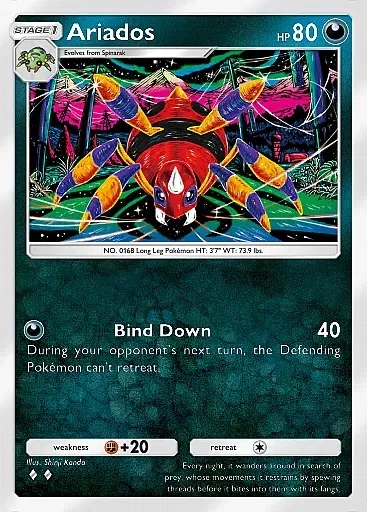 STAGE 1
Ariados
HP 80
Evolves from Spinarak
NO. 0168 Long Leg Pokémon HT: 3'7" WT: 73.9 lbs.
Bind Down 40
During your opponent's next turn, the Defending
Pokémon can't retreat.
weakness +20 retreat
Illus. Shinji Kanda
Every night, it wanders around in search of
prey, whose movements it restrains by spewing
threads before it bites into them with its fangs.